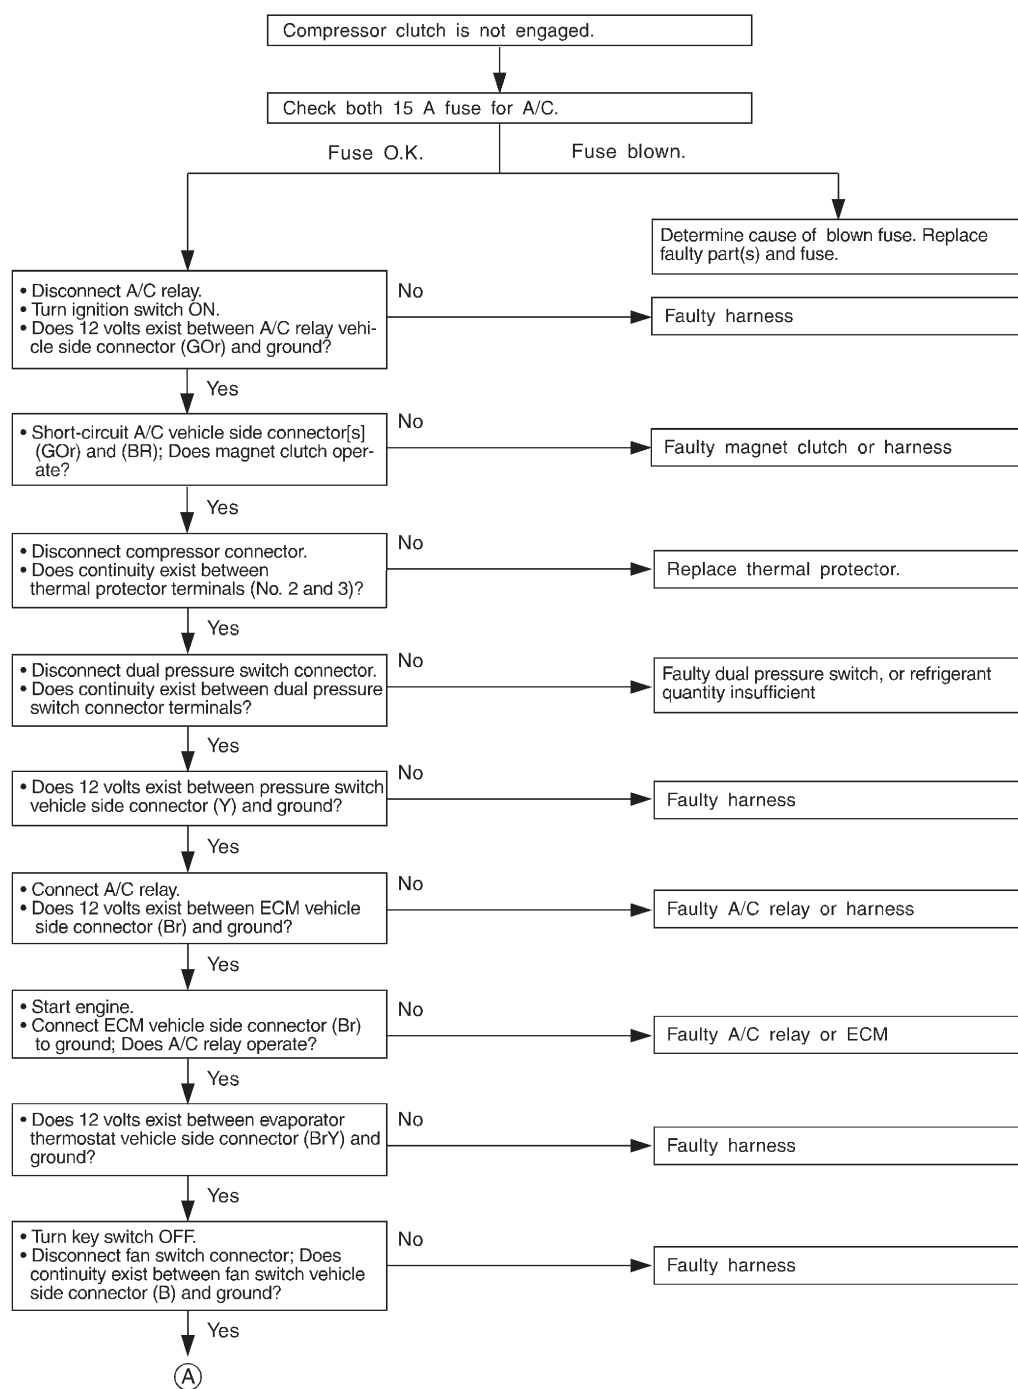 Compressor clutch is not engaged.
Check both 15 A fuse for A/C.
Fuse O.K.
Fuse blown.
Determine cause of blown fuse. Replace
faulty part(s) and fuse.
• Disconnect A/C relay.
• Turn ignition switch ON.
• Does 12 volts exist between A/C relay vehi-
cle side connector (GOr) and ground?
No
Faulty harness
Yes
• Short-circuit A/C vehicle side connector[s]
(GOr) and (BR); Does magnet clutch oper-
ate?
No
Faulty magnet clutch or harness
Yes
• Disconnect compressor connector.
• Does continuity exist between
thermal protector terminals (No. 2 and 3)?
No
Replace thermal protector.
Yes
• Disconnect dual pressure switch connector.
• Does continuity exist between dual pressure
switch connector terminals?
No
Faulty dual pressure switch, or refrigerant
quantity insufficient
Yes
• Does 12 volts exist between pressure switch
vehicle side connector (Y) and ground?
No
Faulty harness
Yes
• Connect A/C relay.
• Does 12 volts exist between ECM vehicle
side connector (Br) and ground?
No
Faulty A/C relay or harness
Yes
• Start engine.
• Connect ECM vehicle side connector (Br)
to ground; Does A/C relay operate?
No
Faulty A/C relay or ECM
Yes
• Does 12 volts exist between evaporator
thermostat vehicle side connector (BrY) and
ground?
No
Faulty harness
Yes
• Turn key switch OFF.
• Disconnect fan switch connector; Does
continuity exist between fan switch vehicle
side connector (B) and ground?
No
Faulty harness
Yes
A